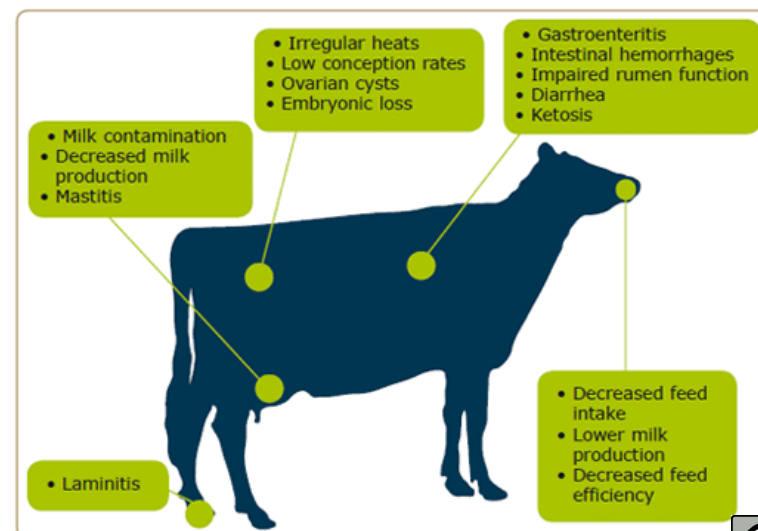 • Irregular heats
• Low conception rates
• Ovarian cysts
• Embryonic loss
• Gastroenteritis
• Intestinal hemorrhages
• Impaired rumen function
• Diarrhea
• Ketosis
• Milk contamination
• Decreased milk
production
• Mastitis
• Decreased feed
intake
• Lower milk
production
• Decreased feed
efficiency
• Laminitis